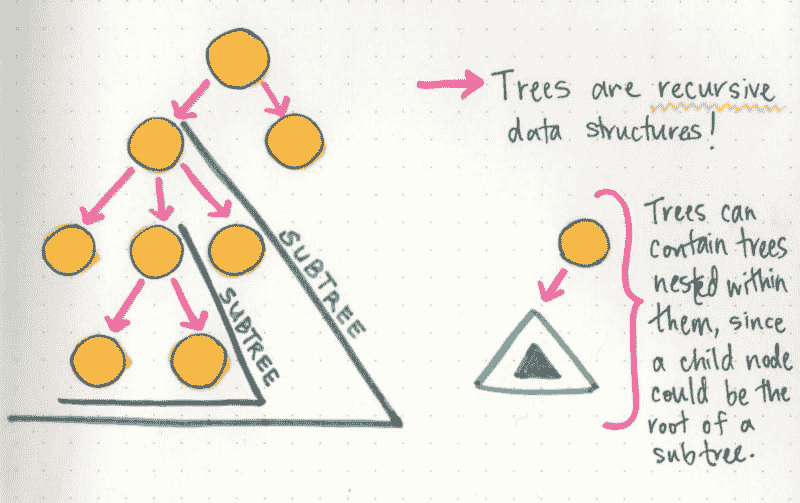 Trees are recursive
data structures!
SUBTREE
SUBTREE
Trees can
contain trees
nested within
them, since
a child node
could be the
root of a
subtree.